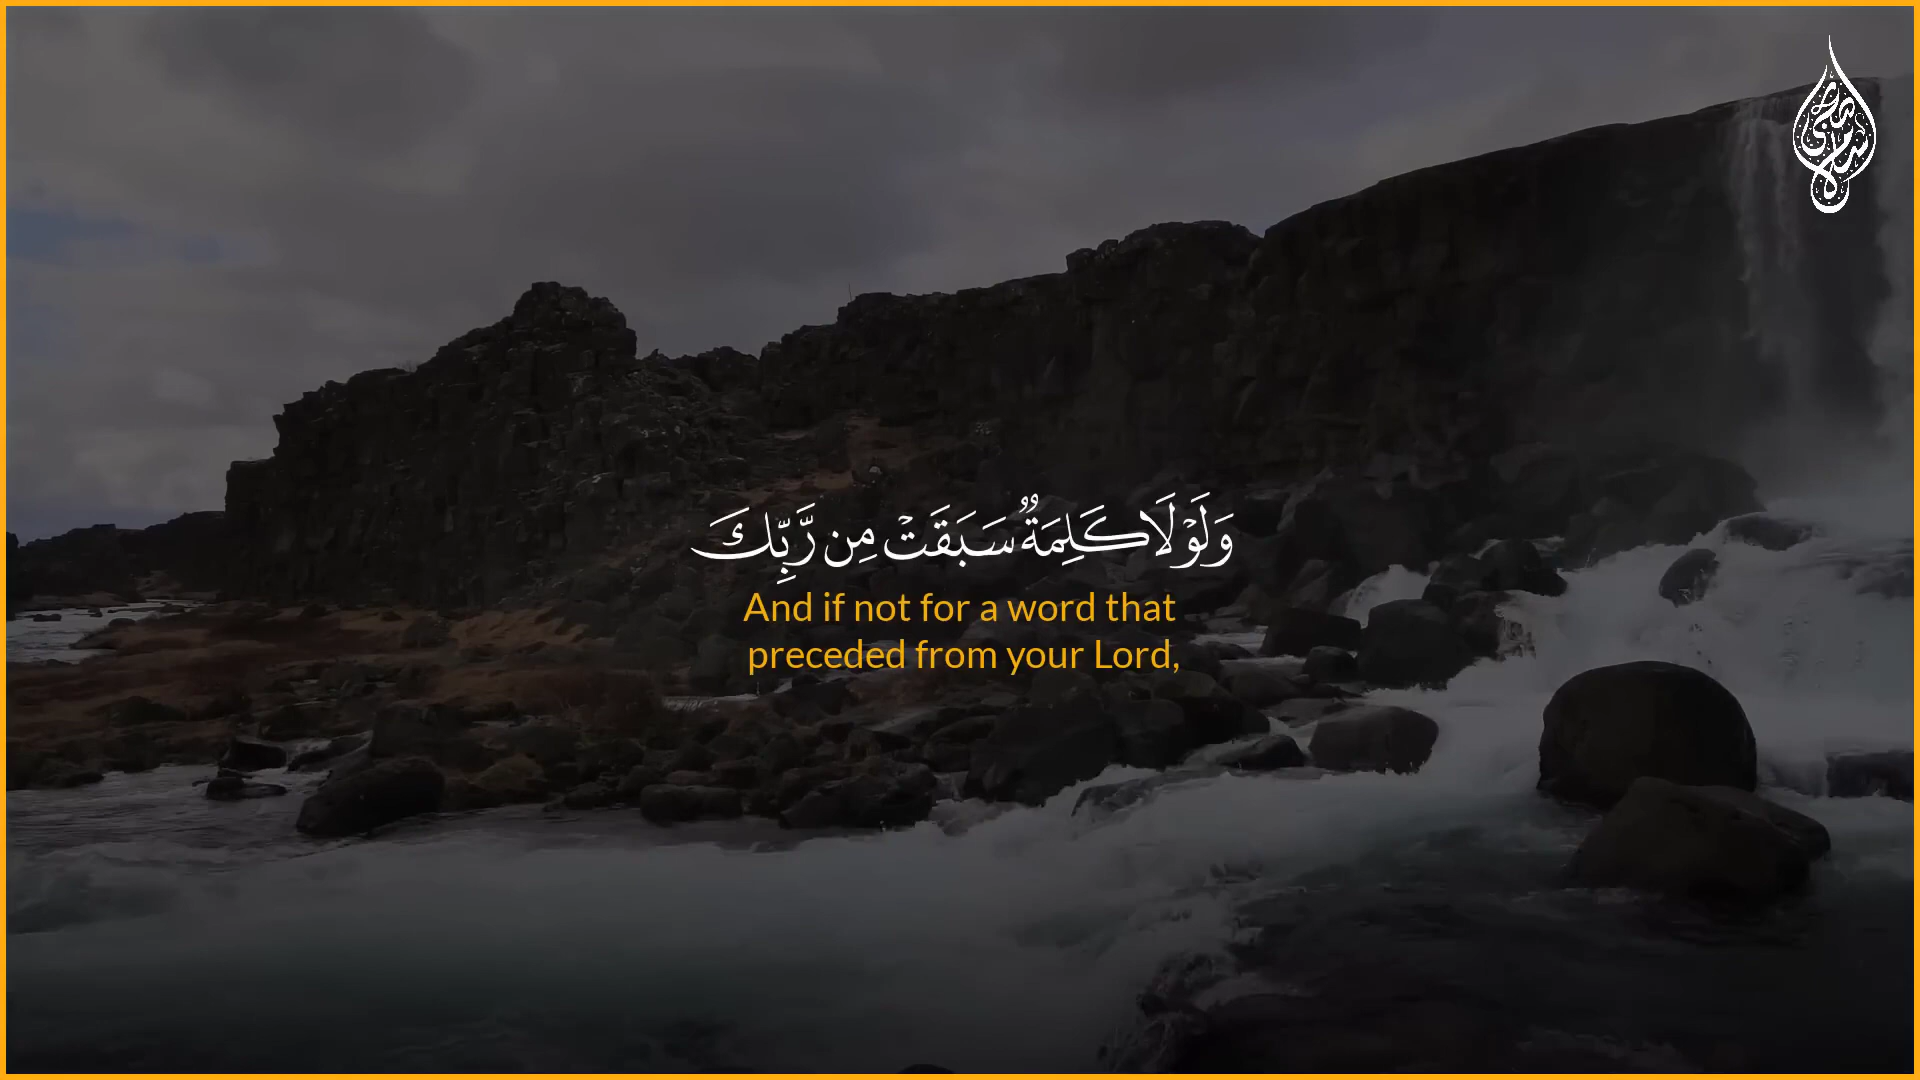 وَلَوْلَا كَلِمَةٌ سَبَقَتْ مِن رَّبِّكَ
And if not for a word that
preceded from your Lord,